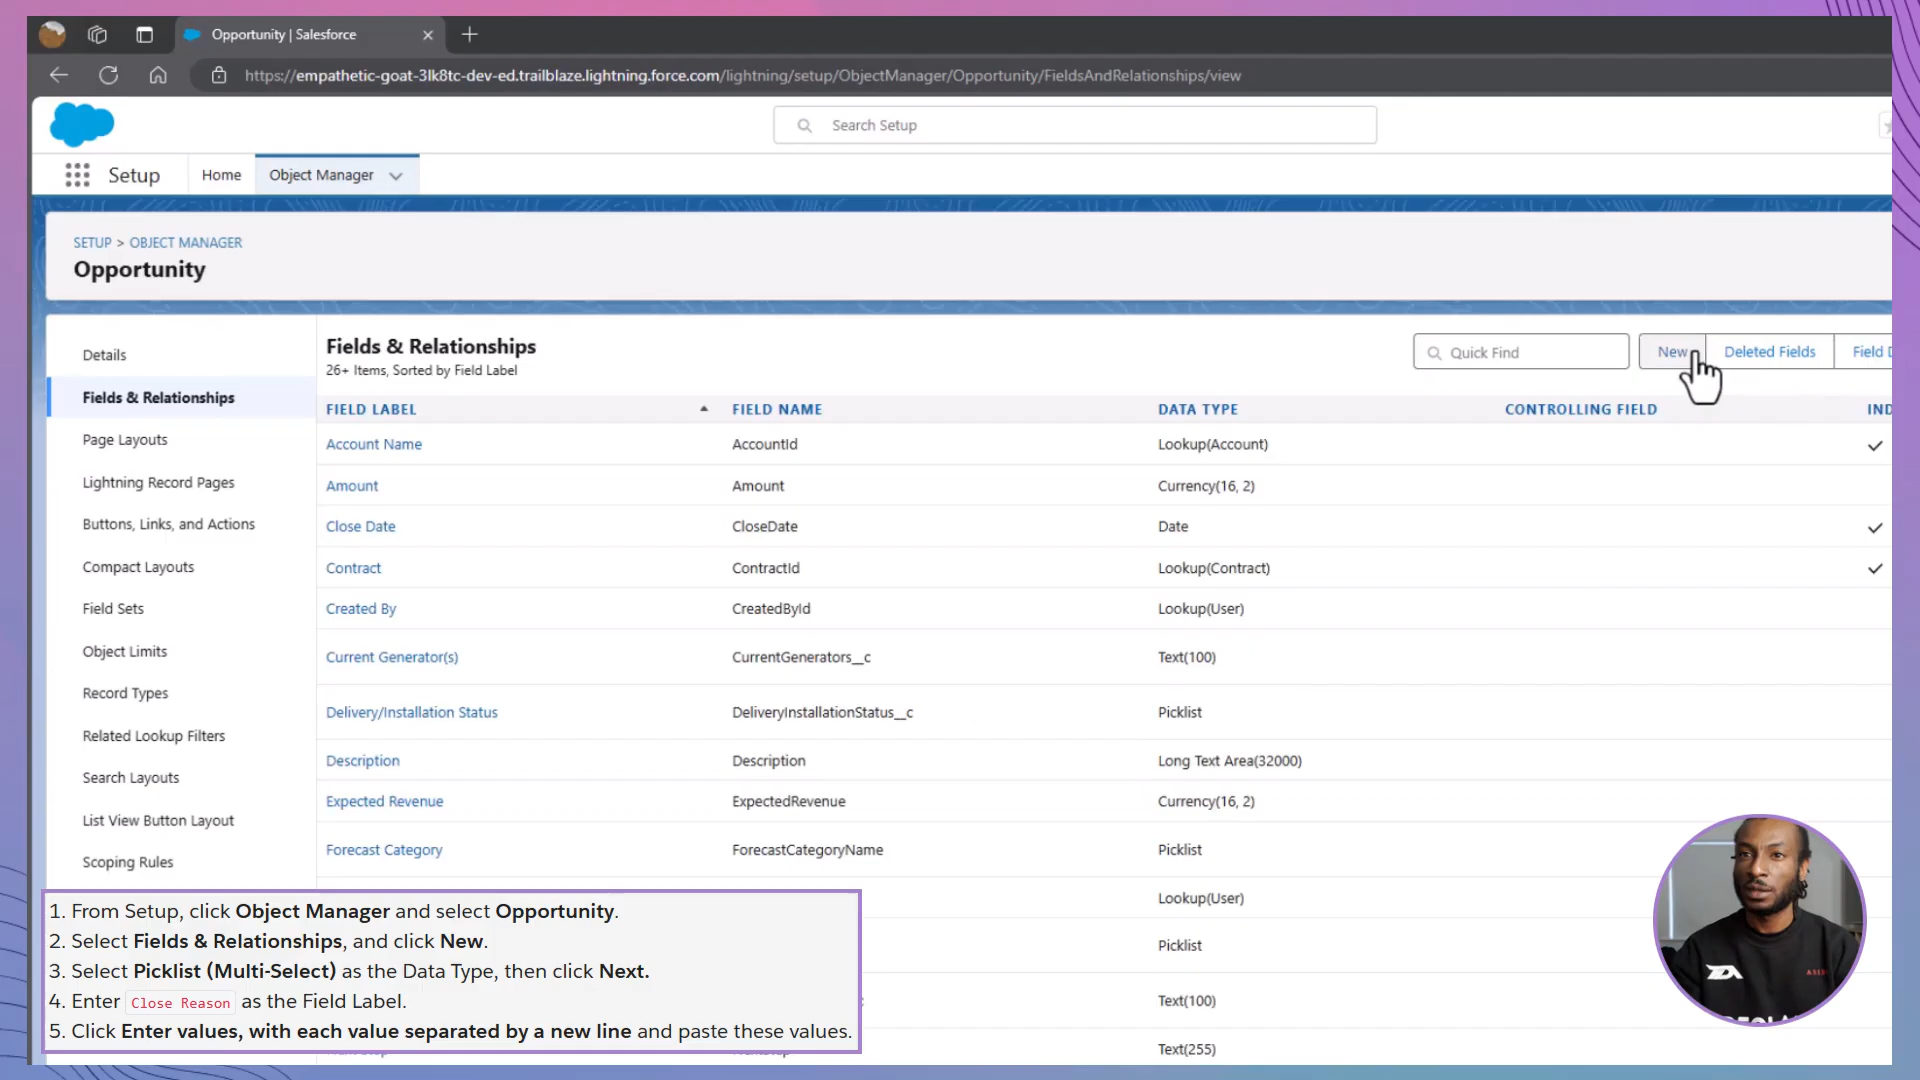 Opportunity | Salesforce
https://empathetic-goat-3lk8tc-dev-ed.trailblaze.lightning.force.com/lightning/setup/ObjectManager/Opportunity/FieldsAndRelationships/view
Search Setup
Setup
Home
Object Manager
SETUP > OBJECT MANAGER
Opportunity
Details
Fields & Relationships
Page Layouts
Lightning Record Pages
Buttons, Links, and Actions
Compact Layouts
Field Sets
Object Limits
Record Types
Related Lookup Filters
Search Layouts
List View Button Layout
Scoping Rules
Fields & Relationships
26+ Items, Sorted by Field Label
Quick Find
New
Deleted Fields
Field D
FIELD LABEL FIELD NAME DATA TYPE CONTROLLING FIELD IND
Account Name AccountId Lookup(Account)
Amount Amount Currency(16, 2)
Close Date CloseDate Date
Contract ContractId Lookup(Contract)
Created By CreatedById Lookup(User)
Current Generator(s) CurrentGenerators__c Text(100)
Delivery/Installation Status DeliveryInstallationStatus__c Picklist
Description Description Long Text Area(32000)
Expected Revenue ExpectedRevenue Currency(16, 2)
Forecast Category ForecastCategoryName Picklist
Lookup(User)
Picklist
Text(100)
Text(255)
1. From Setup, click Object Manager and select Opportunity.
2. Select Fields & Relationships, and click New.
3. Select Picklist (Multi-Select) as the Data Type, then click Next.
4. Enter Close Reason as the Field Label.
5. Click Enter values, with each value separated by a new line and paste these values.